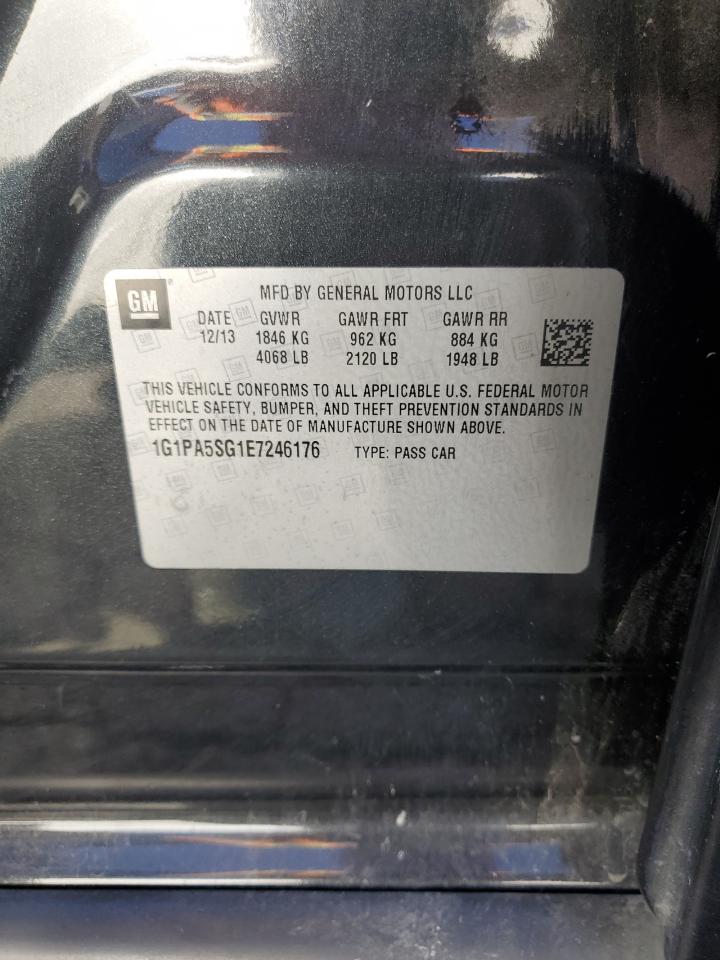 GM ®
MFD BY GENERAL MOTORS LLC
DATE GVWR GAWR FRT GAWR RR
12/13 1846 KG 962 KG 884 KG
4068 LB 2120 LB 1948 LB
THIS VEHICLE CONFORMS TO ALL APPLICABLE U.S. FEDERAL MOTOR
VEHICLE SAFETY, BUMPER, AND THEFT PREVENTION STANDARDS IN
EFFECT ON THE DATE OF MANUFACTURE SHOWN ABOVE.
1G1PA5SG1E7246176 TYPE: PASS CAR